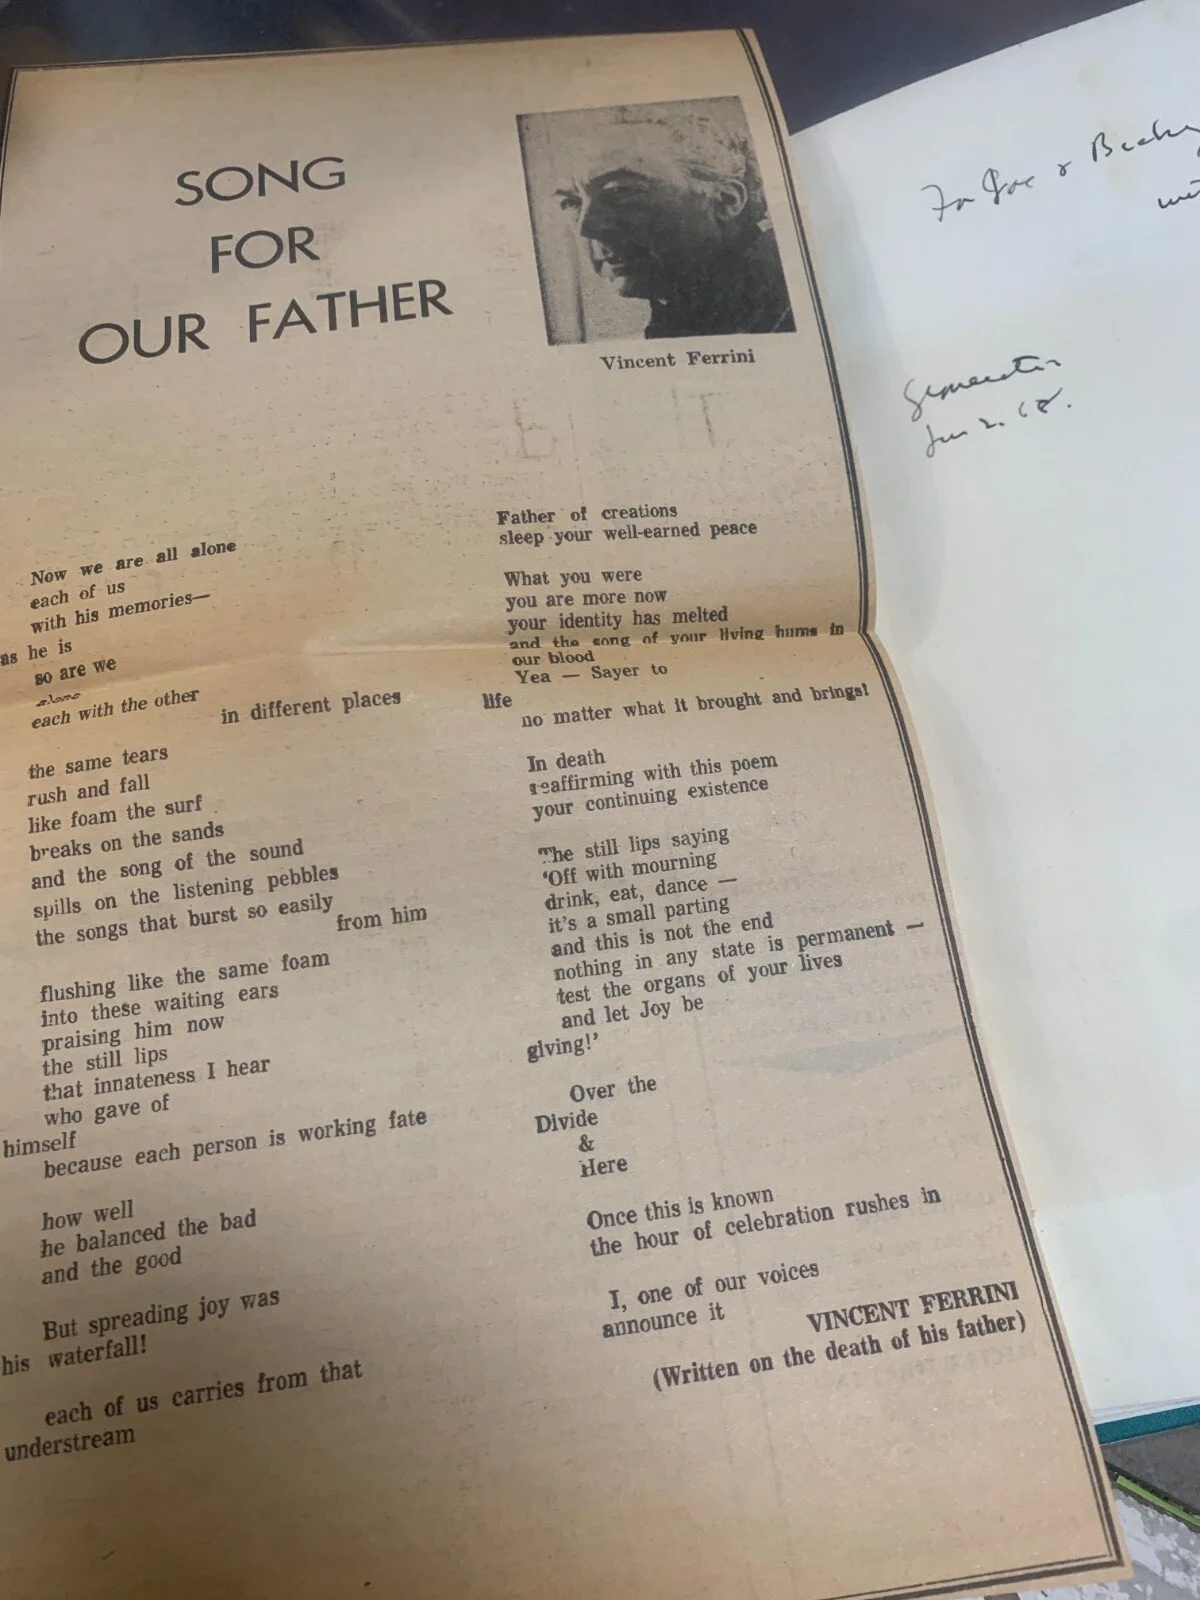 SONG
FOR
OUR FATHER
Vincent Ferrini
Now we are all alone
each of us
with his memories—
as he is
so are we
alone
each with the other
in different places
the same tears
rush and fall
like foam the surf
breaks on the sands
and the song of the sound
spills on the listening pebbles
the songs that burst so easily
from him
flushing like the same foam
into these waiting ears
praising him now
the still lips
that innateness I hear
who gave of
himself
because each person is working fate
how well
he balanced the bad
and the good
But spreading joy was
his waterfall!
each of us carries from that
understream
Father of creations
sleep your well-earned peace
What you were
you are more now
your identity has melted
and the song of your living hums in
our blood
Yea — Sayer to
life
no matter what it brought and brings!
In death
reaffirming with this poem
your continuing existence
The still lips saying
'Off with mourning
drink, eat, dance —
it's a small parting
and this is not the end
nothing in any state is permanent —
test the organs of your lives
and let Joy be
giving!'
Over the
Divide
&
Here
Once this is known
the hour of celebration rushes in
I, one of our voices
announce it
VINCENT FERRINI
(Written on the death of his father)
For Joe & Becky